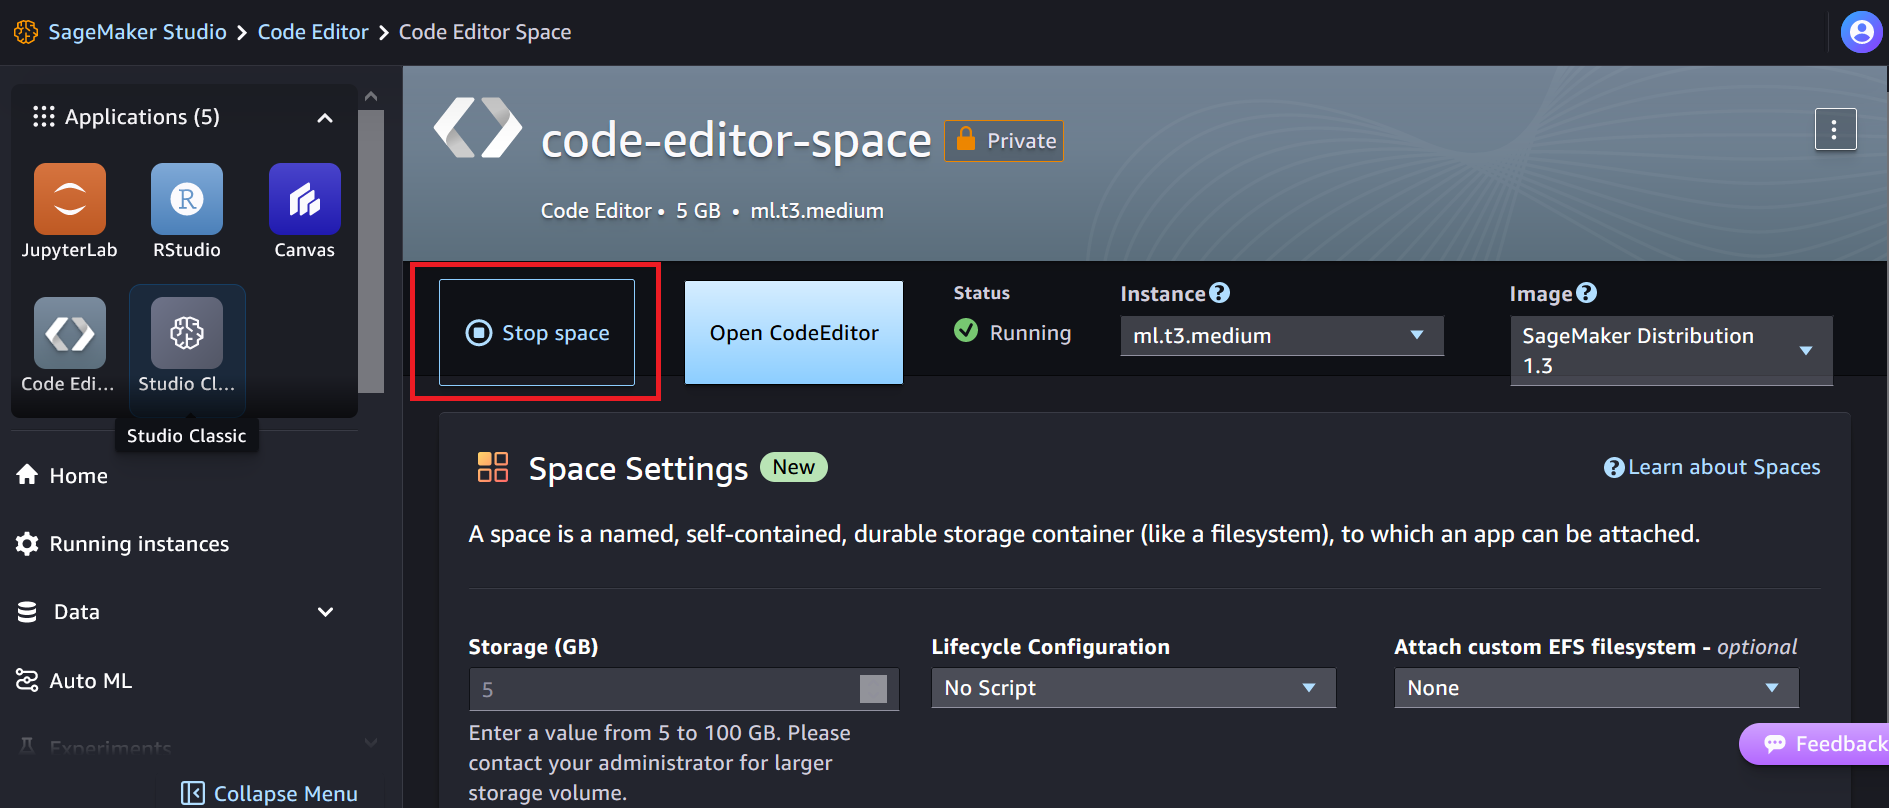 SageMaker Studio > Code Editor > Code Editor Space
Applications (5)
JupyterLab
RStudio
Canvas
Code Edi...
Studio Cl...
Studio Classic
Home
Running instances
Data
Auto ML
Experiments
Collapse Menu
code-editor-space
Private
Code Editor • 5 GB • ml.t3.medium
Stop space
Open CodeEditor
Status
Running
Instance
ml.t3.medium
Image
SageMaker Distribution
1.3
Space Settings
New
Learn about Spaces
A space is a named, self-contained, durable storage container (like a filesystem), to which an app can be attached.
Storage (GB)
5
Enter a value from 5 to 100 GB. Please
contact your administrator for larger
storage volume.
Lifecycle Configuration
No Script
Attach custom EFS filesystem - optional
None
Feedback